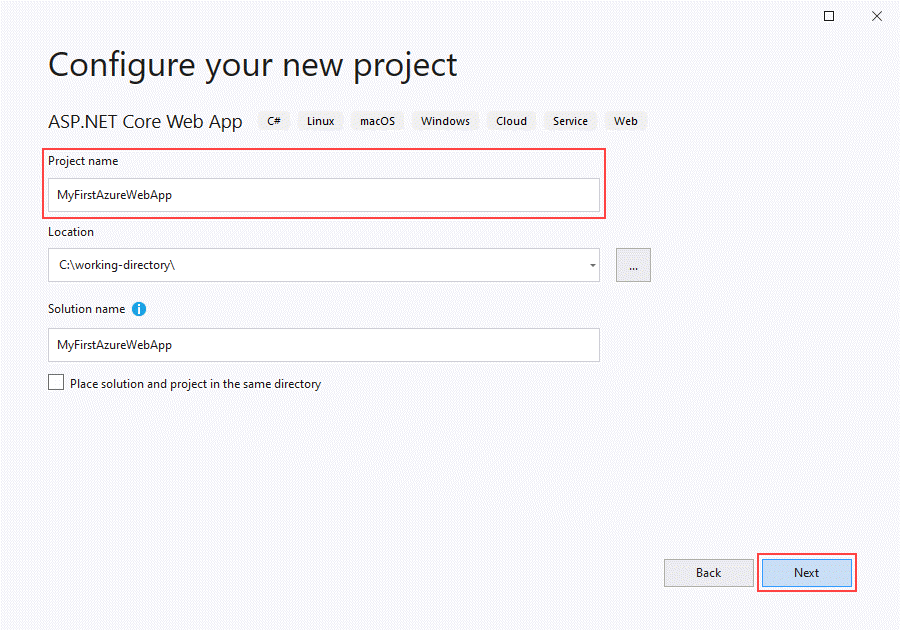 Configure your new project
ASP.NET Core Web App C# Linux macOS Windows Cloud Service Web
Project name
MyFirstAzureWebApp
Location
C:\working-directory\
...
Solution name
MyFirstAzureWebApp
Place solution and project in the same directory
Back Next